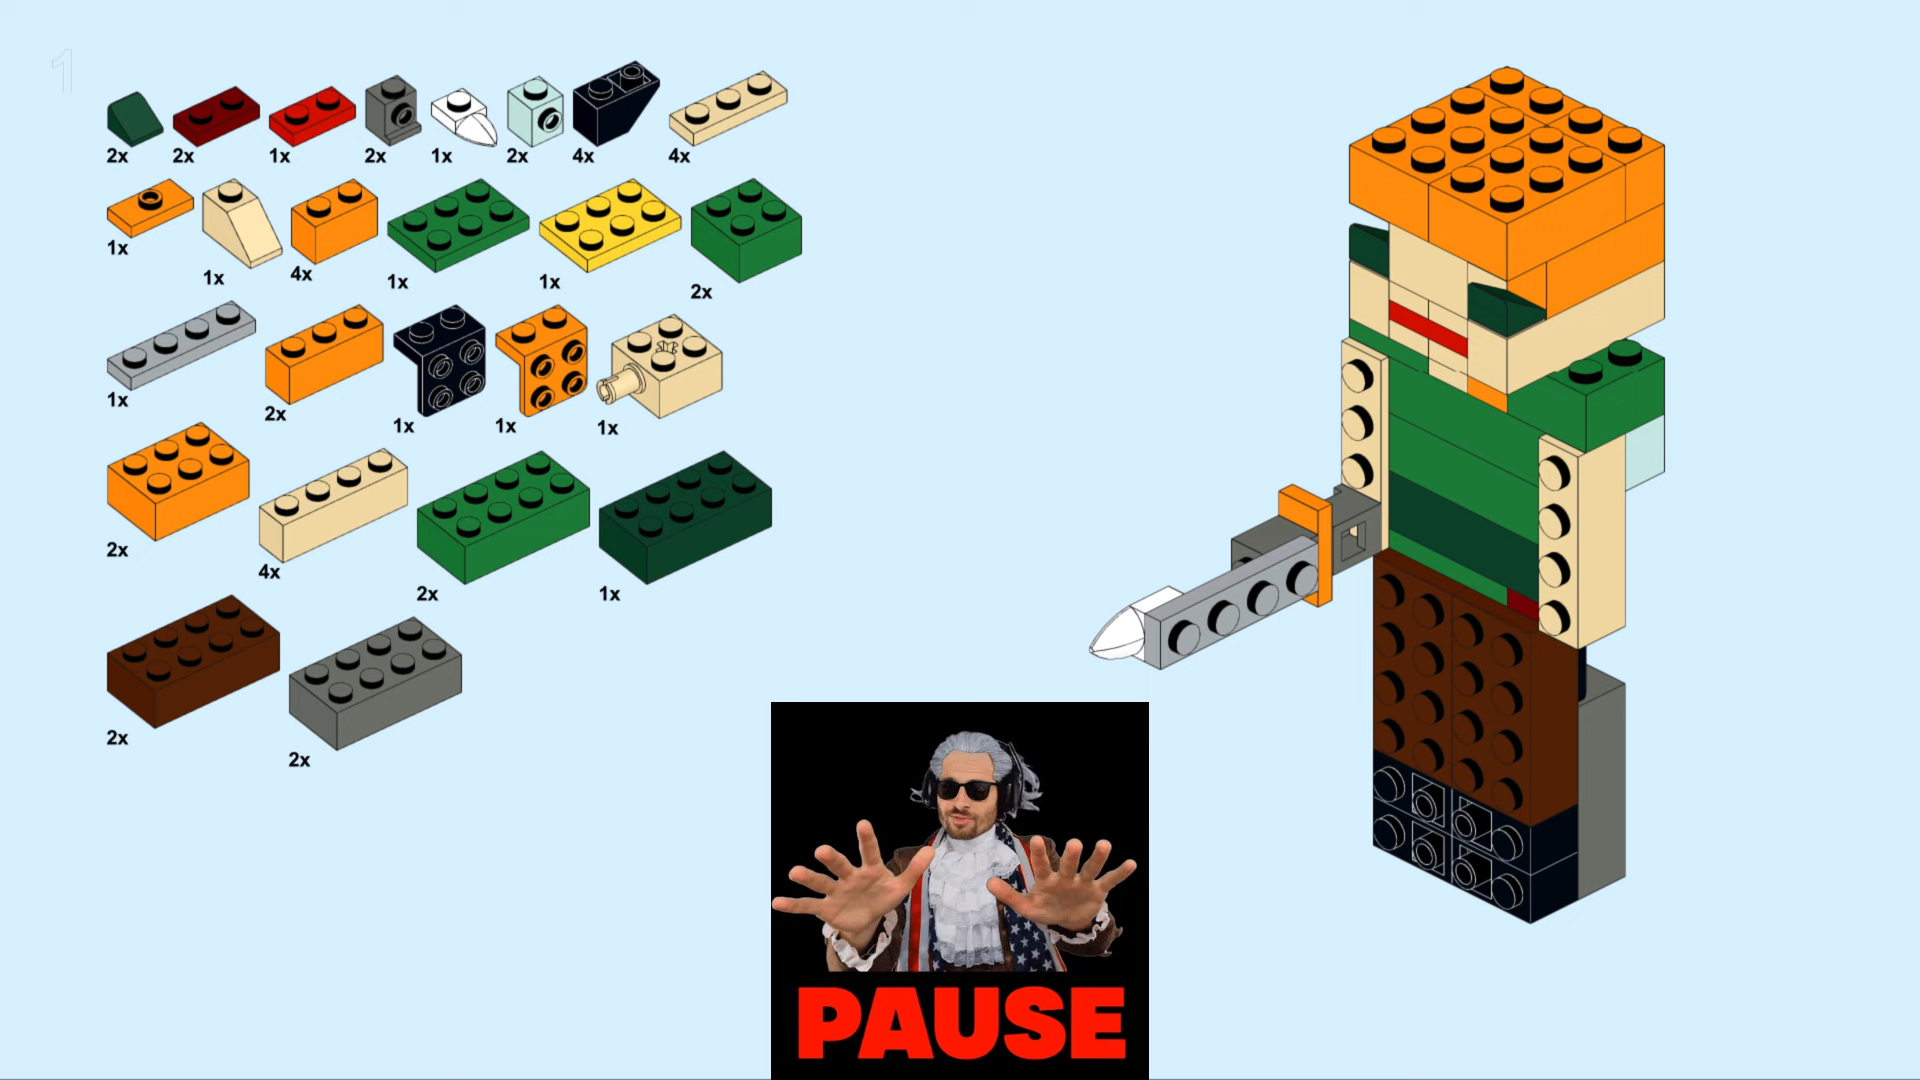 1
2x 2x 1x 2x 1x 2x 4x 4x
1x 1x 4x 1x 1x 2x
1x 2x 1x 1x 1x
2x 4x 2x 1x
2x 2x
PAUSE